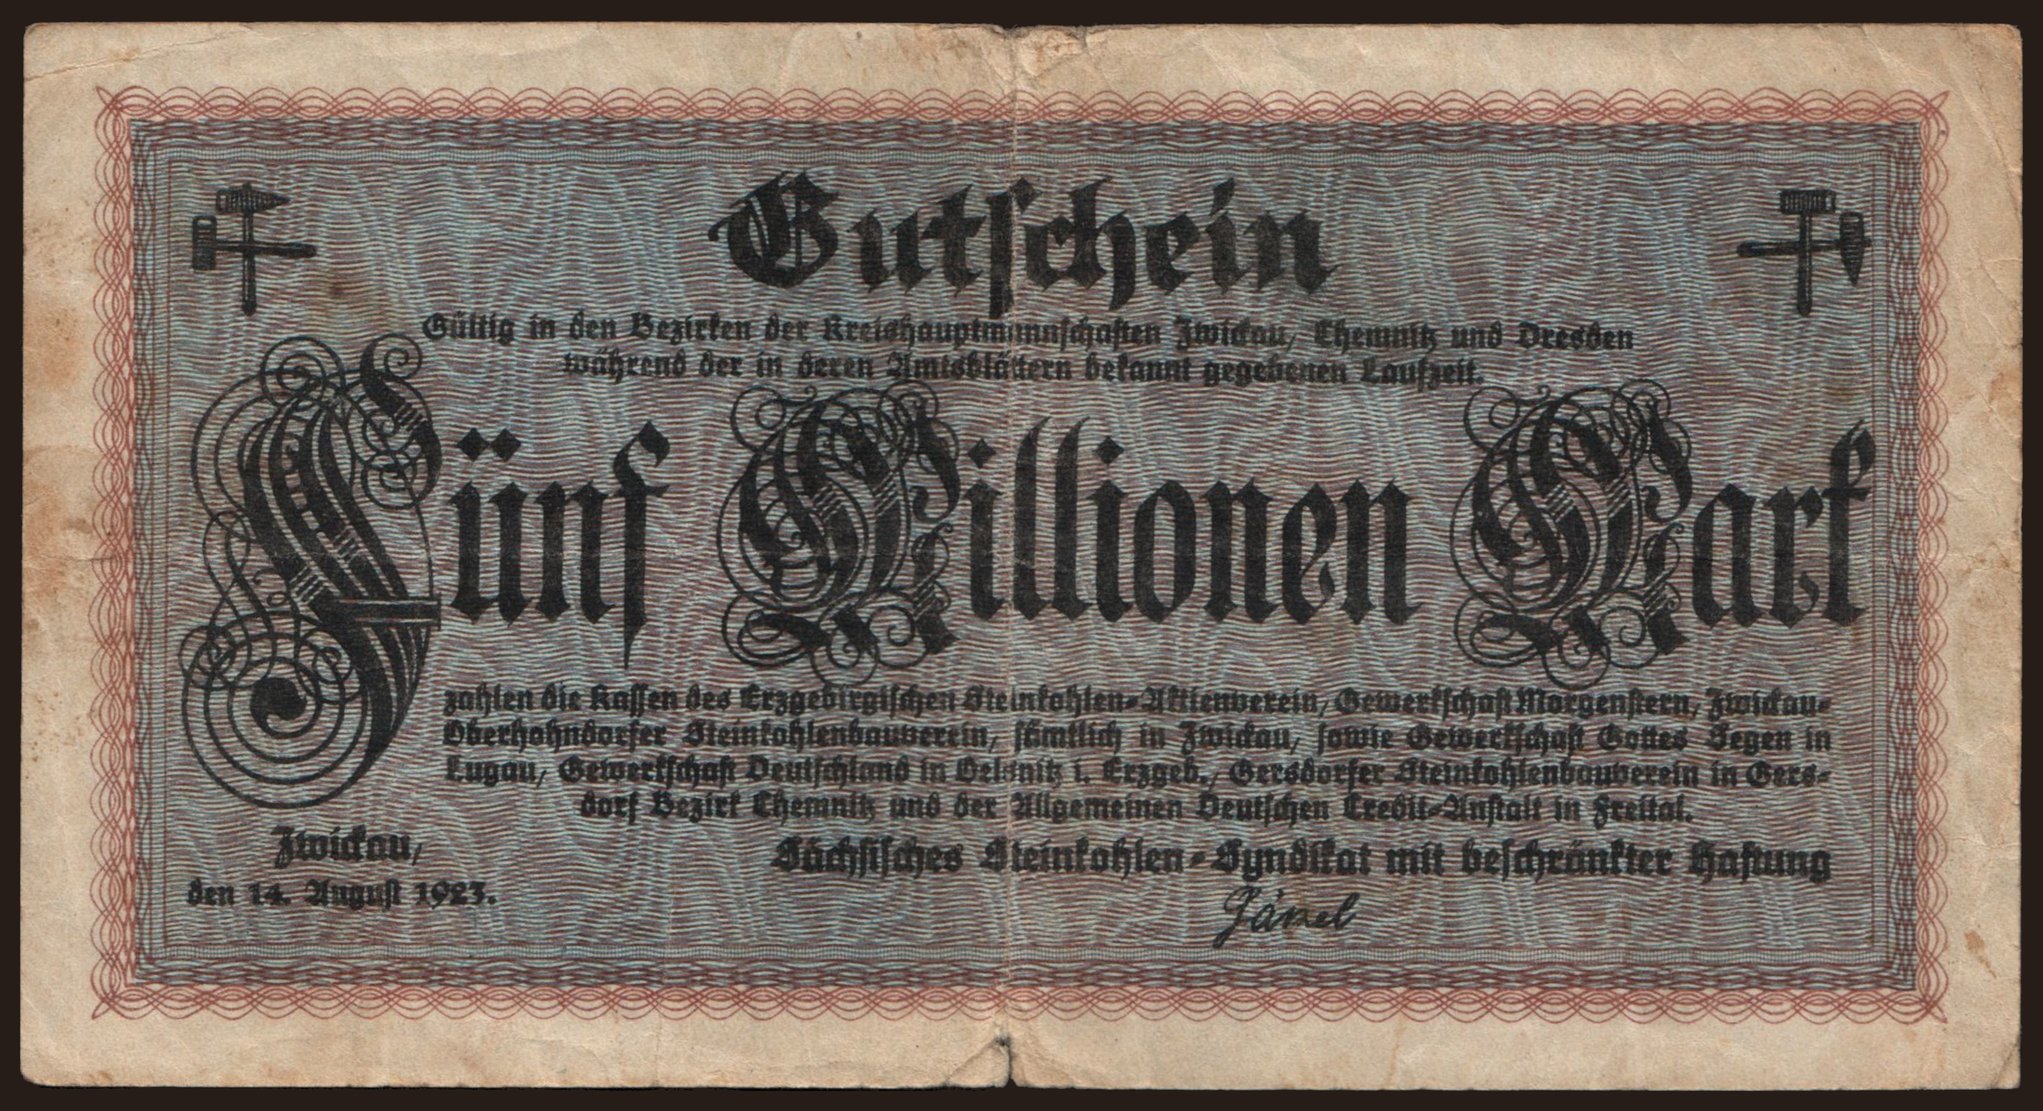 Gutschein
Gültig in den Bezirken der Kreishauptmannschaften Zwickau, Chemnitz und Dresden
während der in deren Amtsblättern bekannt gegebenen Laufzeit.
Fünf Millionen Mark
zahlen die Kassen des Erzgebirgischen Steinkohlen-Aktienverein, Gewerkschaft Morgenstern, Zwickau-
Oberhohndorfer Steinkohlenbauverein, sämtlich in Zwickau, sowie Gewerkschaft Gottes Segen in
Lugau, Gewerkschaft Deutschland in Oelsnitz i. Erzgeb., Gersdorfer Steinkohlenbauverein in Gers-
dorf Bezirk Chemnitz und der Allgemeinen Deutschen Credit-Anstalt in Freital.
Zwickau,
den 14. August 1923.
Sächsisches Steinkohlen-Syndikat mit beschränkter Haftung